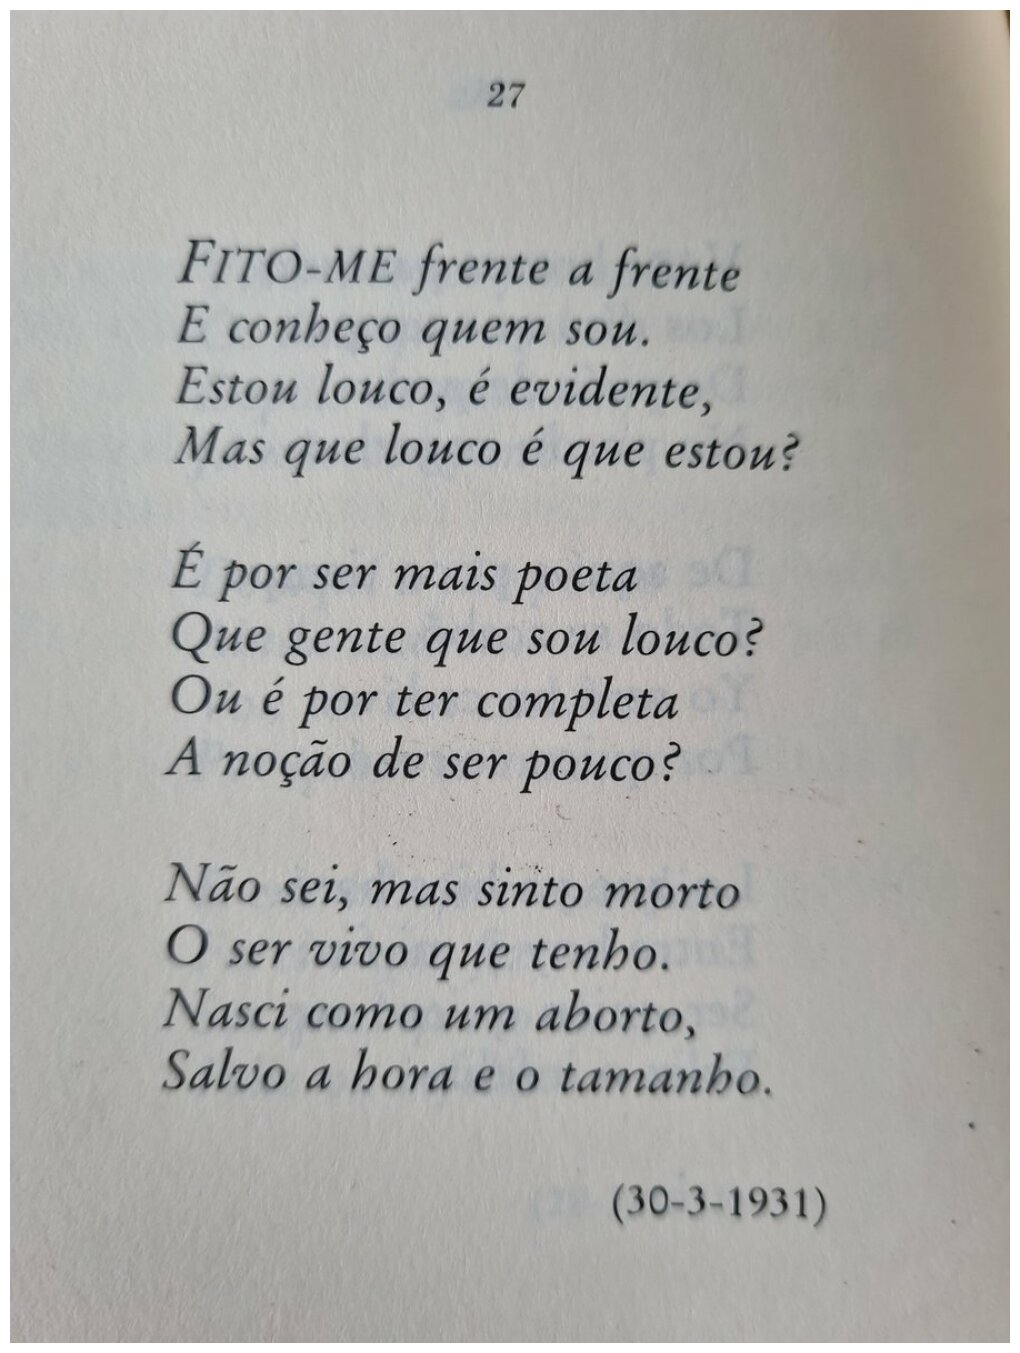 27
FITO-ME frente a frente
E conheço quem sou.
Estou louco, é evidente,
Mas que louco é que estou?
É por ser mais poeta
Que gente que sou louco?
Ou é por ter completa
A noção de ser pouco?
Não sei, mas sinto morto
O ser vivo que tenho.
Nasci como um aborto,
Salvo a hora e o tamanho.
(30-3-1931)